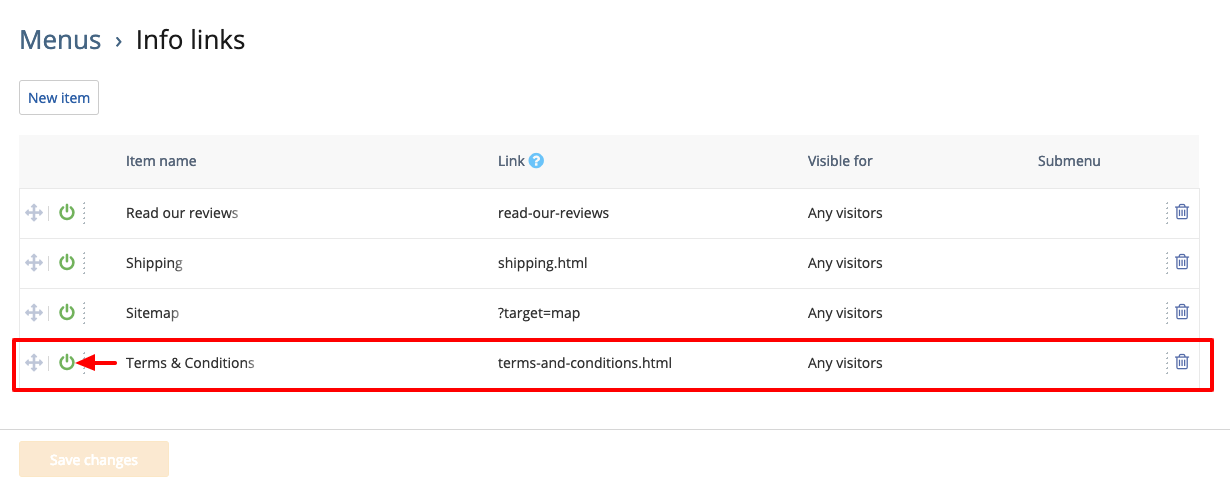 Menus › Info links
New item
Item name Link ? Visible for Submenu
Read our reviews read-our-reviews Any visitors
Shipping shipping.html Any visitors
Sitemap ?target=map Any visitors
Terms & Conditions terms-and-conditions.html Any visitors
Save changes